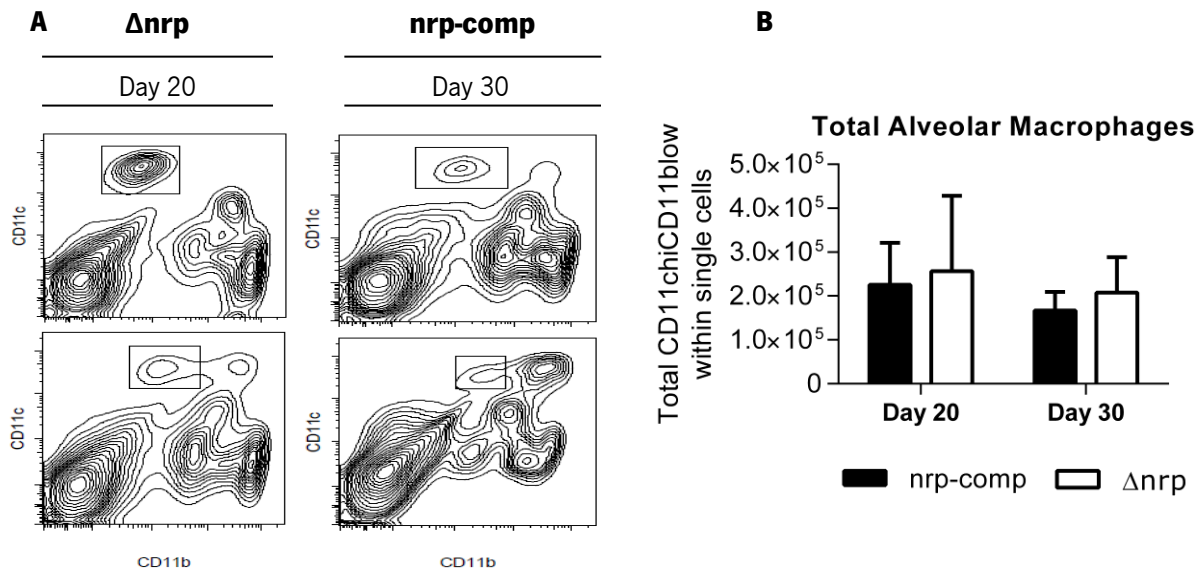 A
Δnrp
nrp-comp
Day 20
Day 30
CD11c
CD11c
CD11c
CD11c
CD11b
CD11b
B
Total Alveolar Macrophages
Total CD11chiCD11blow
within single cells
5.0×10⁵
4.0×10⁵
3.0×10⁵
2.0×10⁵
1.0×10⁵
0
Day 20
Day 30
nrp-comp
Δnrp